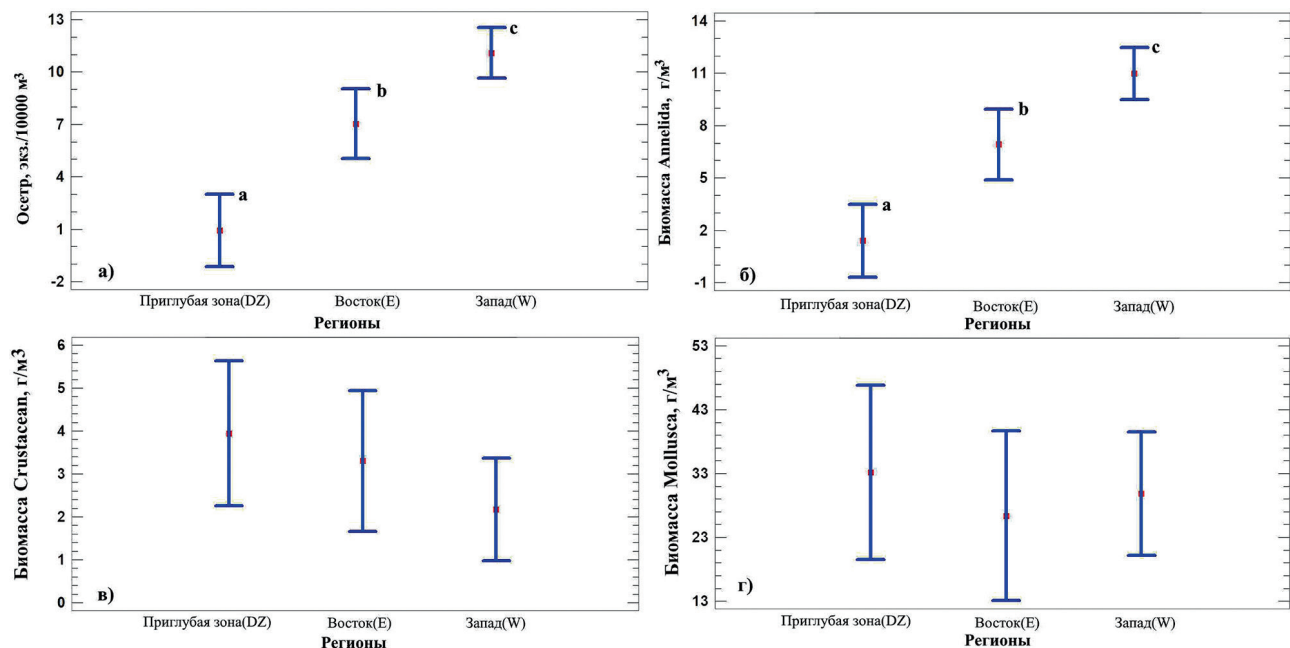 Осетр, экз./10000 м³
13
10
7
4
1
-2
a
b
c
а)
Приглубая зона(DZ) Восток(E) Запад(W)
Регионы
Биомасса Annelida, г/м³
14
11
8
5
2
-1
a
b
c
б)
Приглубая зона(DZ) Восток(E) Запад(W)
Регионы
Биомасса Crustacean, г/м³
6
5
4
3
2
1
0
в)
Приглубая зона(DZ) Восток(E) Запад(W)
Регионы
Биомасса Mollusca, г/м³
53
43
33
23
13
г)
Приглубая зона(DZ) Восток(E) Запад(W)
Регионы